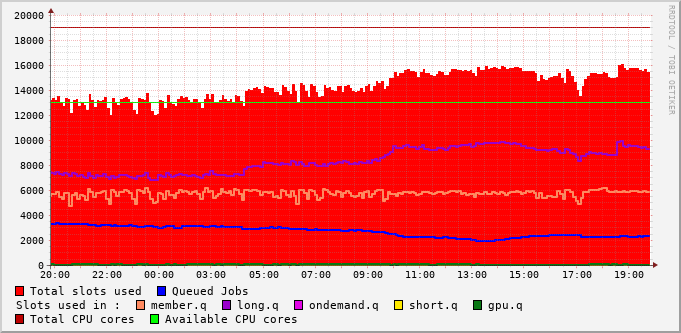 20000
18000
16000
14000
12000
10000
8000
6000
4000
2000
0
20:00 22:00 00:00 03:00 05:00 07:00 09:00 11:00 13:00 15:00 17:00 19:00
Total slots used Queued Jobs
Slots used in : member.q long.q ondemand.q short.q gpu.q
Total CPU cores Available CPU cores
RRDTOOL / TOBI OETIKER